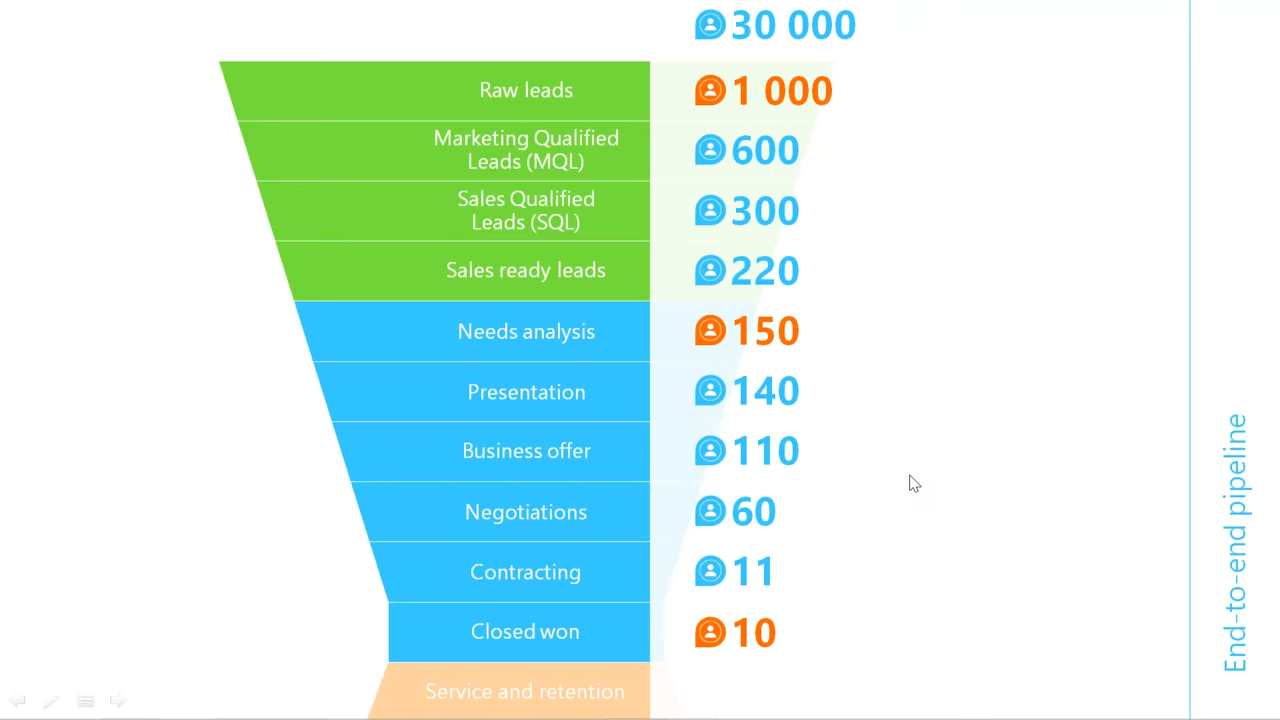 30 000
Raw leads
1 000
Marketing Qualified
Leads (MQL)
600
Sales Qualified
Leads (SQL)
300
Sales ready leads
220
Needs analysis
150
Presentation
140
Business offer
110
Negotiations
60
Contracting
11
Closed won
10
Service and retention
End-to-end pipeline